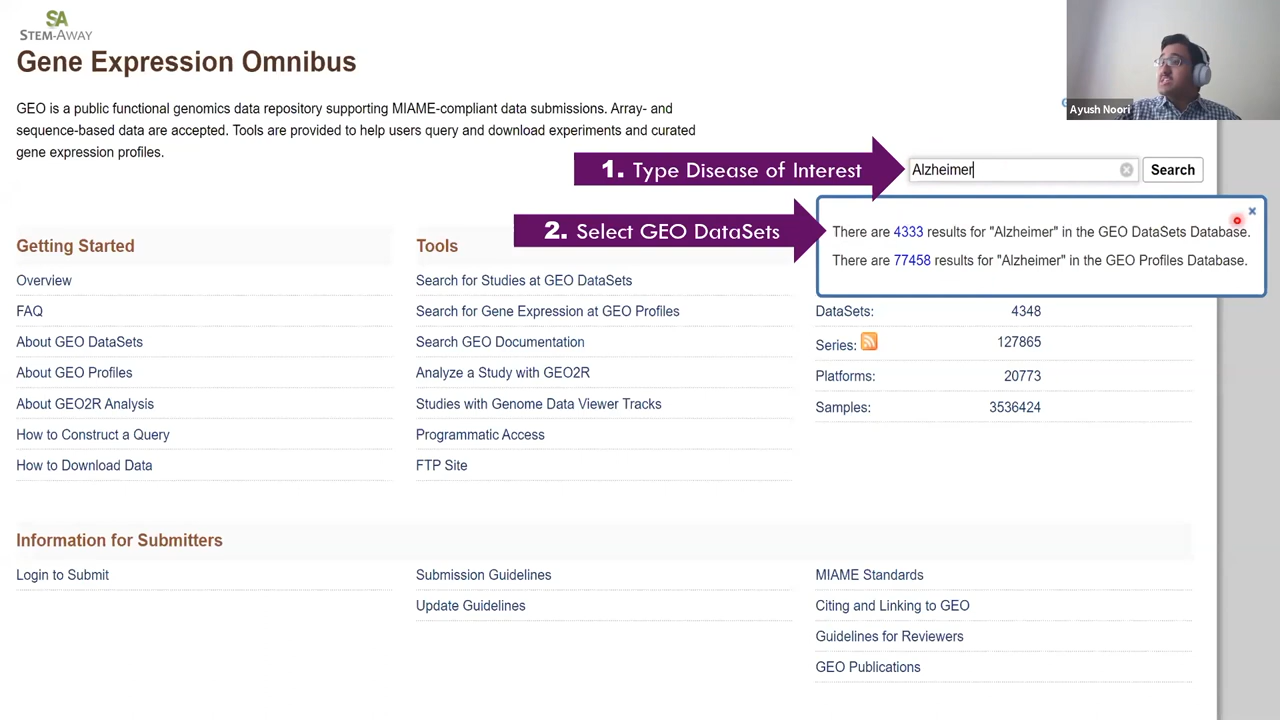 SA
STEM-AWAY
Gene Expression Omnibus
GEO is a public functional genomics data repository supporting MIAME-compliant data submissions. Array- and
sequence-based data are accepted. Tools are provided to help users query and download experiments and curated
gene expression profiles.
Ayush Noori
1. Type Disease of Interest
Alzheimer
Search
2. Select GEO DataSets
There are 4333 results for "Alzheimer" in the GEO DataSets Database.
There are 77458 results for "Alzheimer" in the GEO Profiles Database.
Getting Started
Overview
FAQ
About GEO DataSets
About GEO Profiles
About GEO2R Analysis
How to Construct a Query
How to Download Data
Tools
Search for Studies at GEO DataSets
Search for Gene Expression at GEO Profiles
Search GEO Documentation
Analyze a Study with GEO2R
Studies with Genome Data Viewer Tracks
Programmatic Access
FTP Site
DataSets: 4348
Series: 127865
Platforms: 20773
Samples: 3536424
Information for Submitters
Login to Submit
Submission Guidelines
Update Guidelines
MIAME Standards
Citing and Linking to GEO
Guidelines for Reviewers
GEO Publications